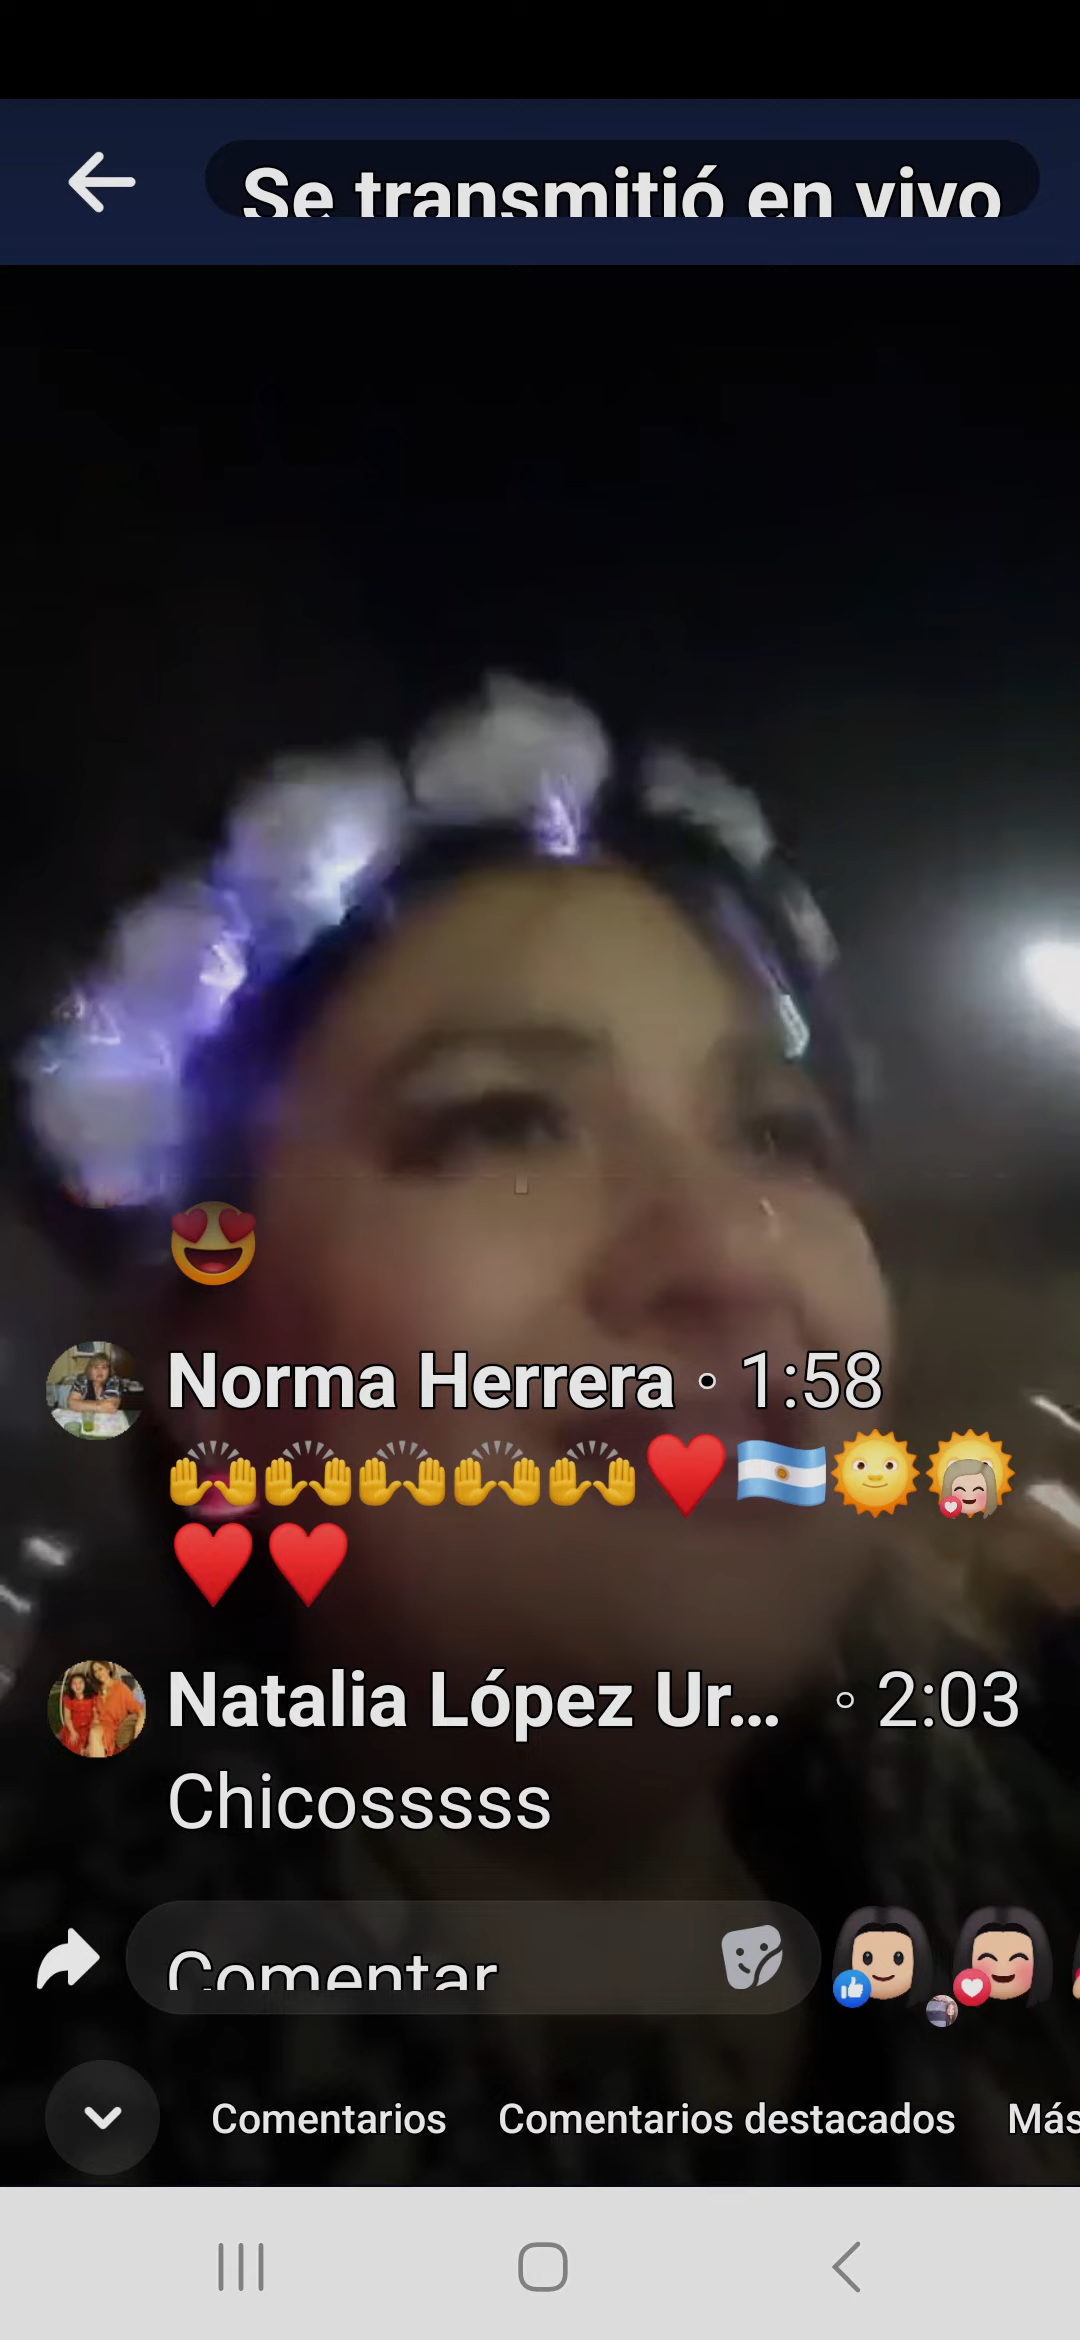 Se transmitió en vivo
😍
Norma Herrera • 1:58
🙌🙌🙌🙌🙌♥️🇦🇷🌞🌞
♥️♥️
Natalia López Ur... • 2:03
Chicosssss
Comentar
Comentarios Comentarios destacados Más